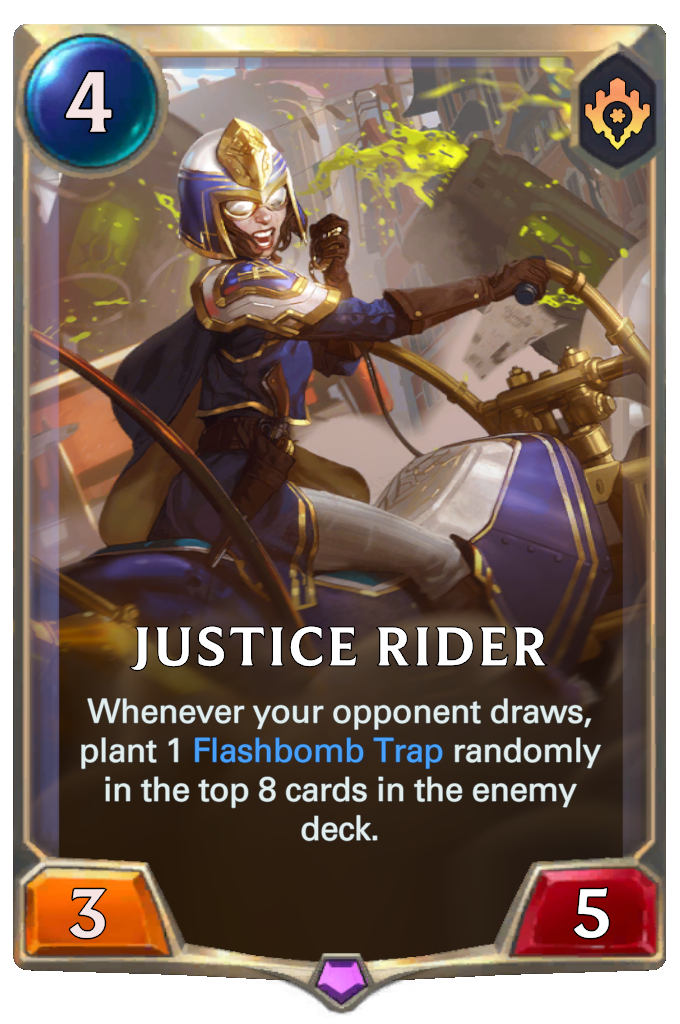 4
JUSTICE RIDER
Whenever your opponent draws,
plant 1 Flashbomb Trap randomly
in the top 8 cards in the enemy
deck.
3
5